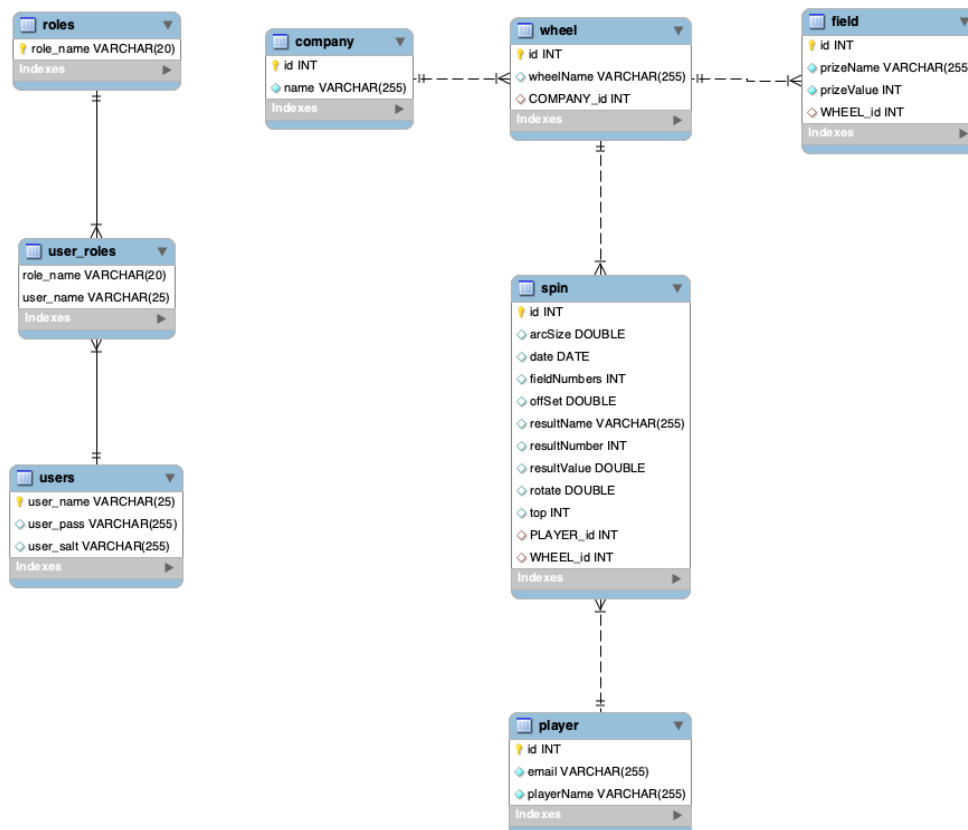 roles
role_name VARCHAR(20)
Indexes
company
id INT
name VARCHAR(255)
Indexes
wheel
id INT
wheelName VARCHAR(255)
COMPANY_id INT
Indexes
field
id INT
prizeName VARCHAR(255
prizeValue INT
WHEEL_id INT
Indexes
user_roles
role_name VARCHAR(20)
user_name VARCHAR(25)
Indexes
spin
id INT
arcSize DOUBLE
date DATE
fieldNumbers INT
offSet DOUBLE
resultName VARCHAR(255)
resultNumber INT
resultValue DOUBLE
rotate DOUBLE
top INT
PLAYER_id INT
WHEEL_id INT
Indexes
users
user_name VARCHAR(25)
user_pass VARCHAR(255)
user_salt VARCHAR(255)
Indexes
player
id INT
email VARCHAR(255)
playerName VARCHAR(255)
Indexes